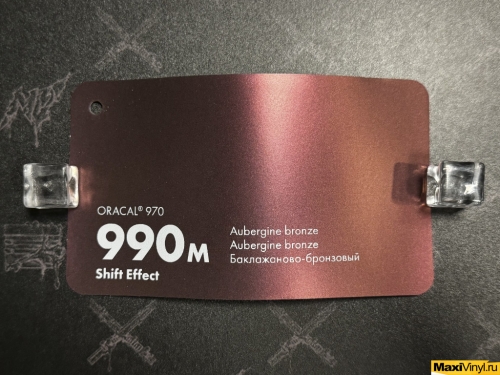 ORACAL® 970
990M
Shift Effect
Aubergine bronze
Aubergine bronze
Баклажаново-бронзовый
MaxiVinyl.ru